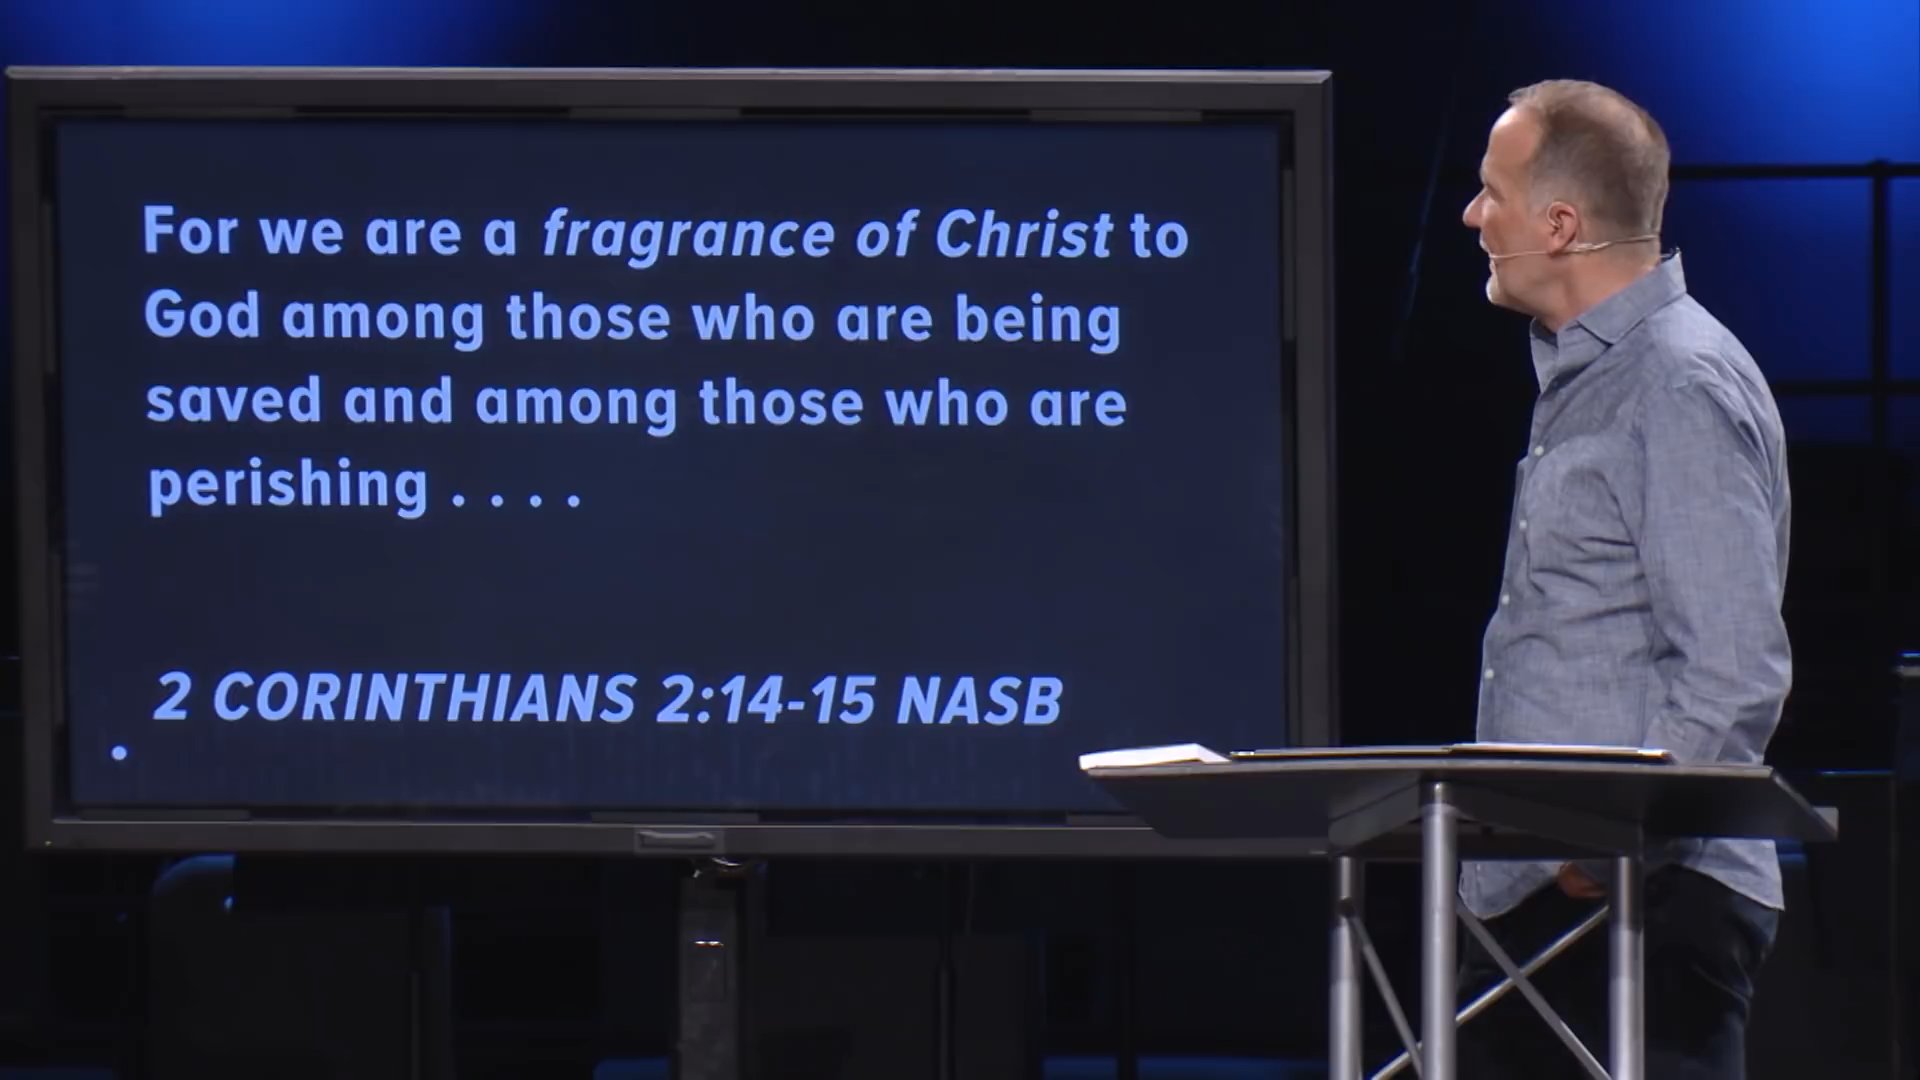 For we are a fragrance of Christ to
God among those who are being
saved and among those who are
perishing . . . .
2 CORINTHIANS 2:14-15 NASB